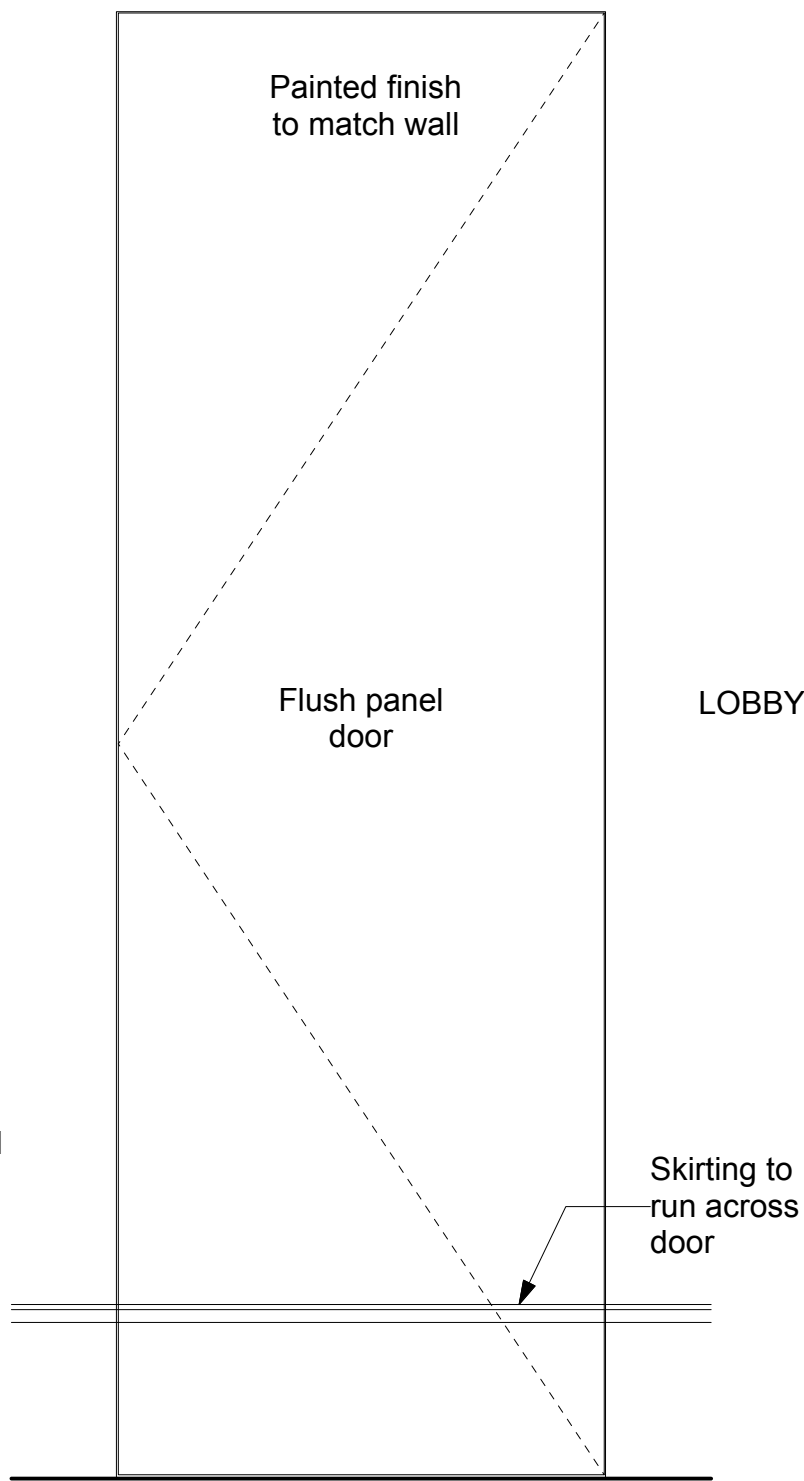 Painted finish
to match wall
Flush panel
door
LOBBY
Skirting to
run across
door